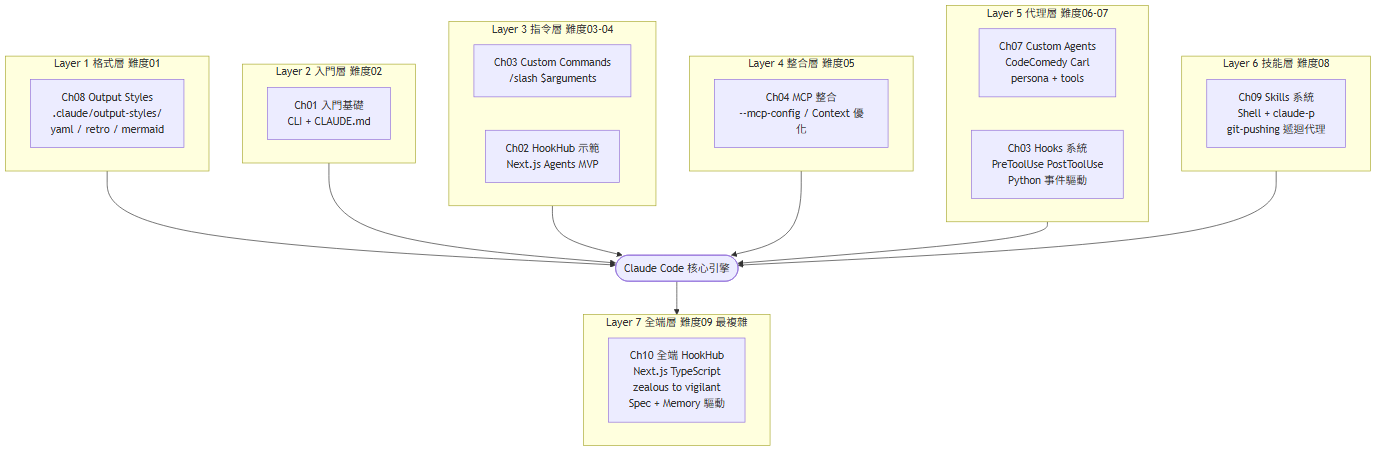 Layer 1 格式層 難度01
Ch08 Output Styles
.claude/output-styles/
yaml / retro / mermaid
Layer 2 入門層 難度02
Ch01 入門基礎
CLI + CLAUDE.md
Layer 3 指令層 難度03-04
Ch03 Custom Commands
/slash $arguments
Ch02 HookHub 示範
Next.js Agents MVP
Layer 4 整合層 難度05
Ch04 MCP 整合
--mcp-config / Context 優
化
Layer 5 代理層 難度06-07
Ch07 Custom Agents
CodeComedy Carl
persona + tools
Ch03 Hooks 系統
PreToolUse PostToolUse
Python 事件驅動
Layer 6 技能層 難度08
Ch09 Skills 系統
Shell + claude-p
git-pushing 遞迴代理
Claude Code 核心引擎
Layer 7 全端層 難度09 最複雜
Ch10 全端 HookHub
Next.js TypeScript
zealous to vigilant
Spec + Memory 驅動